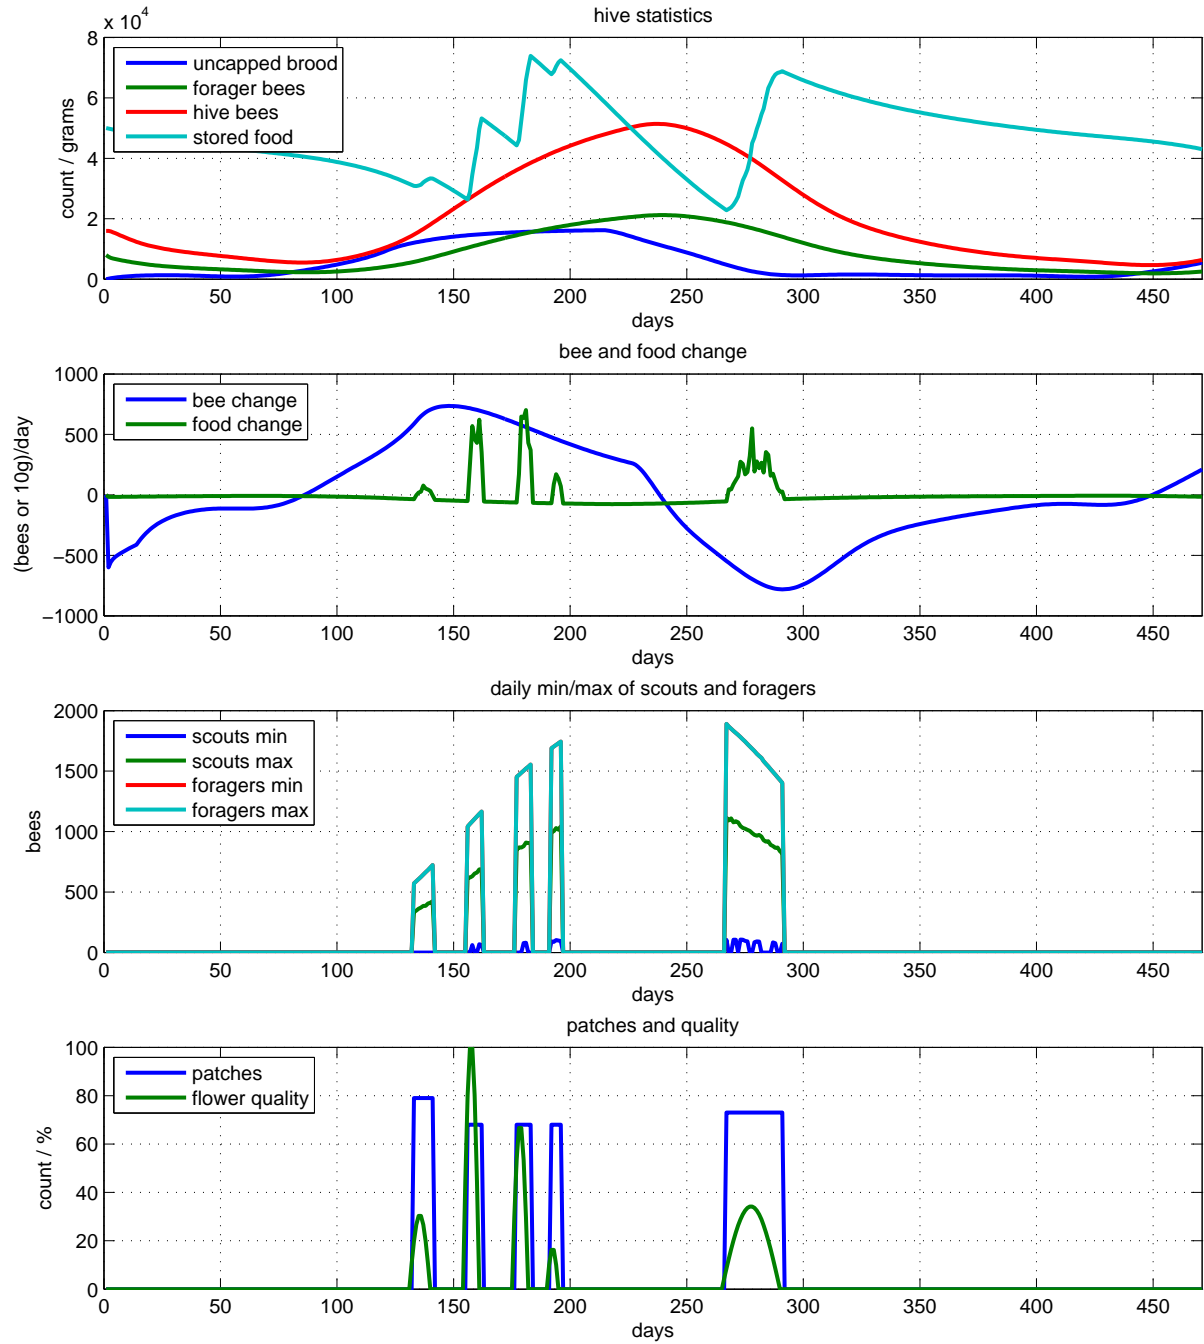 hive statistics
x 10^4
uncapped brood
forager bees
hive bees
stored food
count / grams
8
6
4
2
0
0 50 100 150 200 250 300 350 400 450
days
bee and food change
bee change
food change
(bees or 10g)/day
1000
500
0
−500
−1000
0 50 100 150 200 250 300 350 400 450
days
daily min/max of scouts and foragers
scouts min
scouts max
foragers min
foragers max
bees
2000
1500
1000
500
0
0 50 100 150 200 250 300 350 400 450
days
patches and quality
patches
flower quality
count / %
100
80
60
40
20
0
0 50 100 150 200 250 300 350 400 450
days